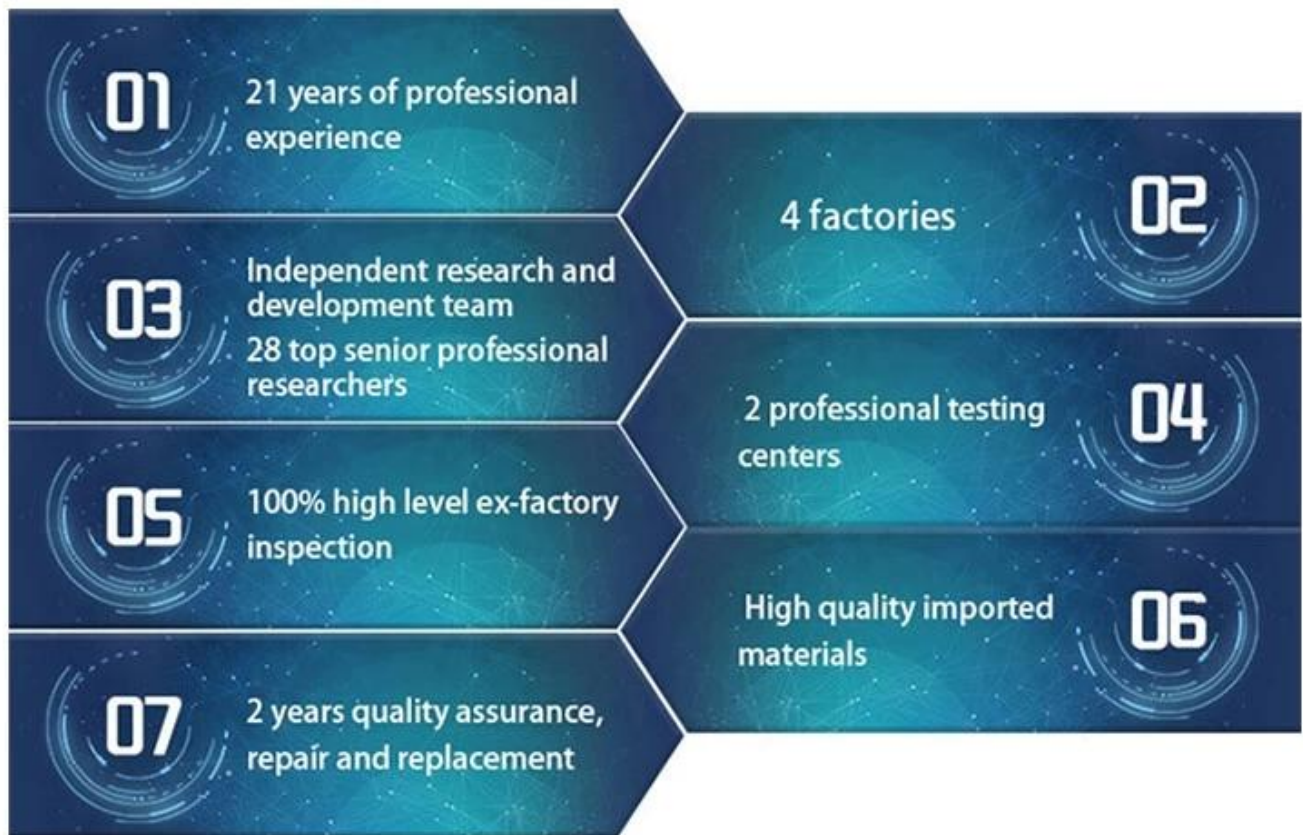 01
21 years of professional
experience
02
4 factories
03
Independent research and
development team
28 top senior professional
researchers
04
2 professional testing
centers
05
100% high level ex-factory
inspection
06
High quality imported
materials
07
2 years quality assurance,
repair and replacement